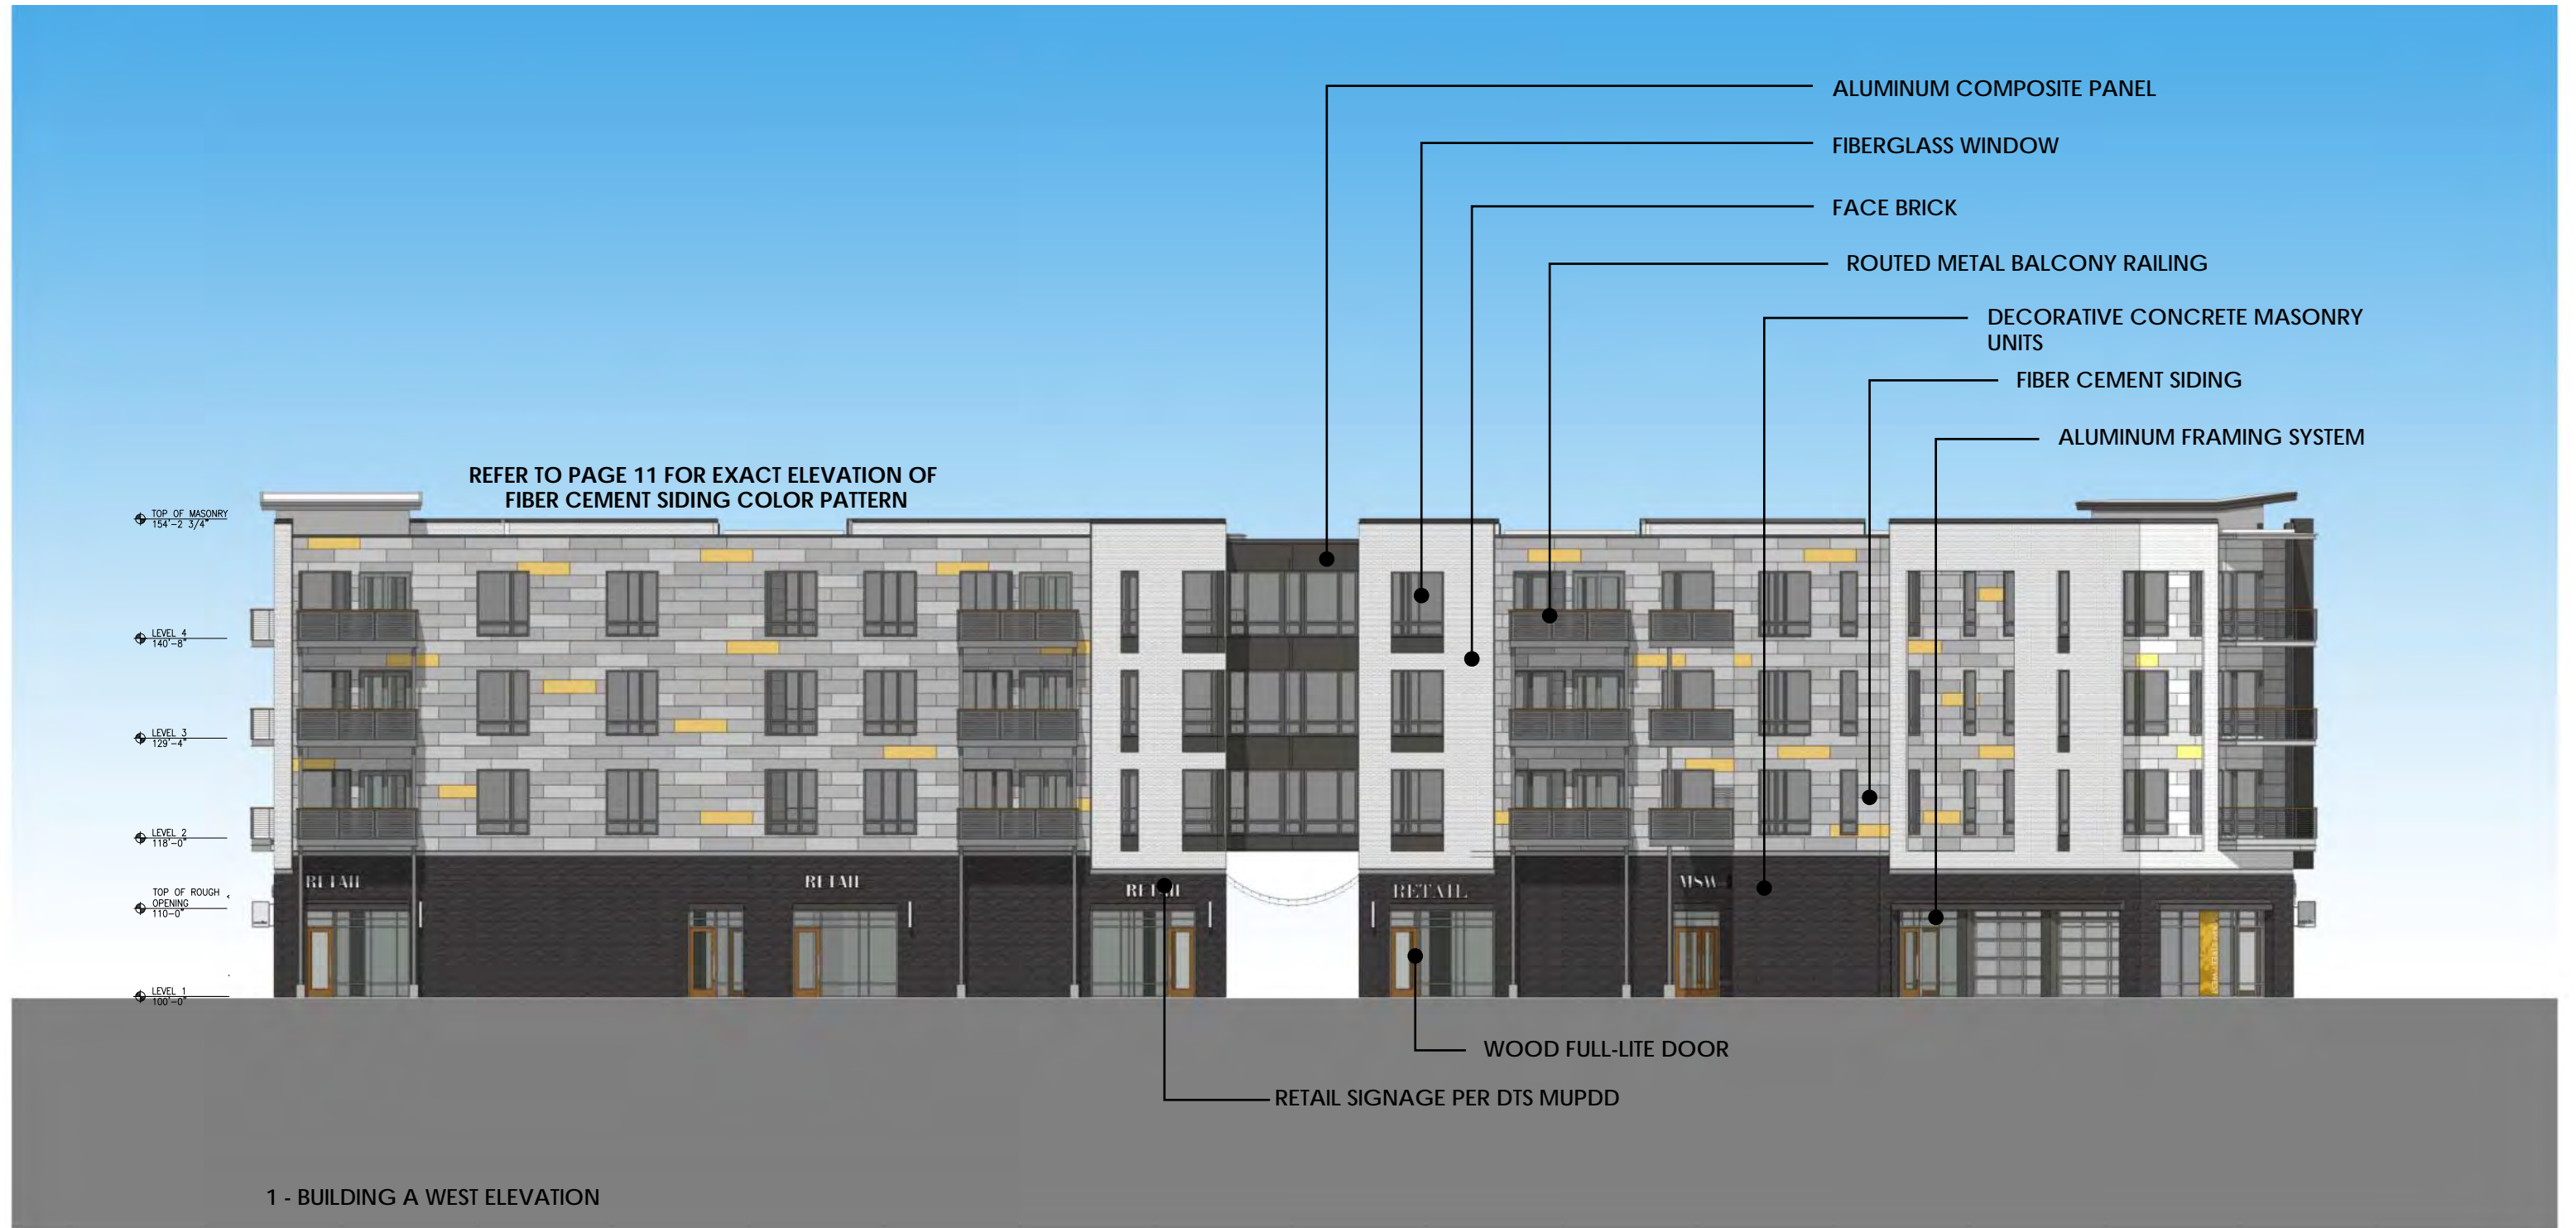 ALUMINUM COMPOSITE PANEL
FIBERGLASS WINDOW
FACE BRICK
ROUTED METAL BALCONY RAILING
DECORATIVE CONCRETE MASONRY
UNITS
FIBER CEMENT SIDING
ALUMINUM FRAMING SYSTEM
REFER TO PAGE 11 FOR EXACT ELEVATION OF
FIBER CEMENT SIDING COLOR PATTERN
TOP OF MASONRY
154'-2 3/4"
LEVEL 4
140'-8"
LEVEL 3
129'-4"
LEVEL 2
118'-0"
TOP OF ROUGH
OPENING
110-0"
LEVEL 1
100'-0"
RETAIL
RETAIL
RETAIL
RETAIL
MSW
WOOD FULL-LITE DOOR
RETAIL SIGNAGE PER DTS MUPDD
1 - BUILDING A WEST ELEVATION